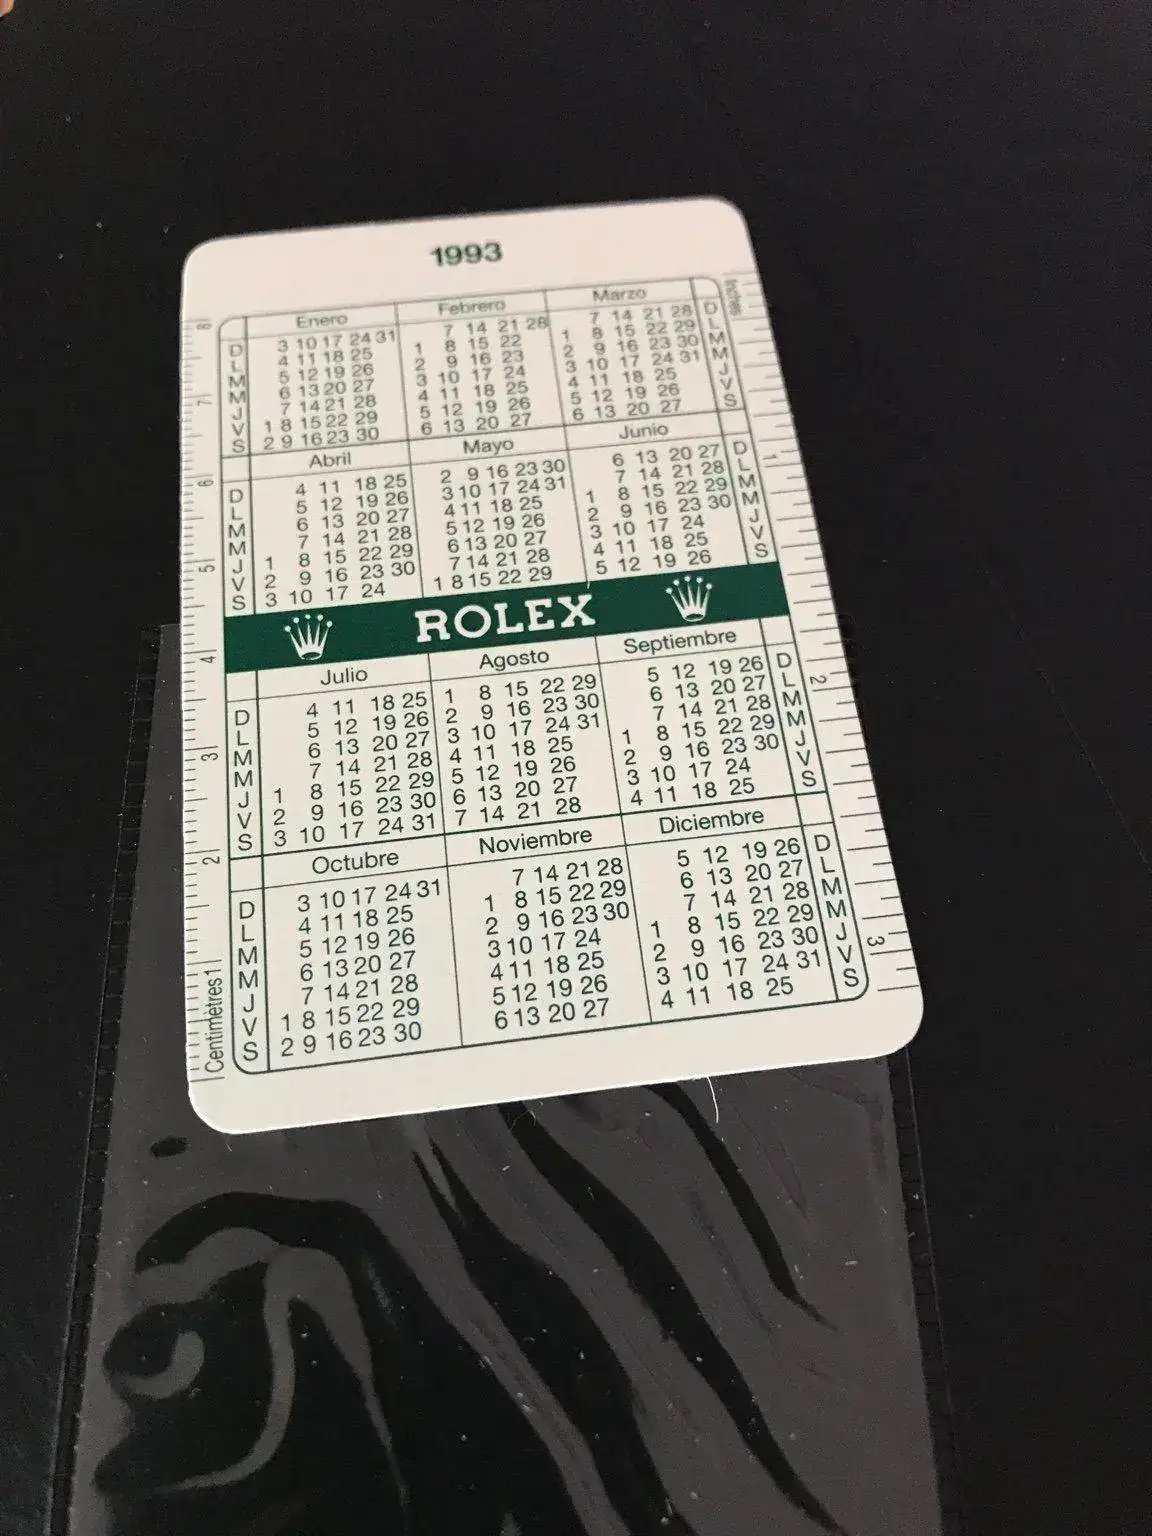 1993
Enero Febrero Marzo
D 3 10 17 24 31 7 14 21 28 7 14 21 28 D
L 4 11 18 25 1 8 15 22 1 8 15 22 29 L
M 5 12 19 26 2 9 16 23 2 9 16 23 30 M
M 6 13 20 27 3 10 17 24 3 10 17 24 31 M
J 7 14 21 28 4 11 18 25 4 11 18 25 J
V 1 8 15 22 29 5 12 19 26 5 12 19 26 V
S 2 9 16 23 30 6 13 20 27 6 13 20 27 S
Abril Mayo Junio
D 4 11 18 25 2 9 16 23 30 6 13 20 27 D
L 5 12 19 26 3 10 17 24 31 7 14 21 28 L
M 6 13 20 27 4 11 18 25 1 8 15 22 29 M
M 7 14 21 28 5 12 19 26 2 9 16 23 30 M
J 1 8 15 22 29 6 13 20 27 3 10 17 24 J
V 2 9 16 23 30 7 14 21 28 4 11 18 25 V
S 3 10 17 24 1 8 15 22 29 5 12 19 26 S
ROLEX
Julio Agosto Septiembre
D 4 11 18 25 1 8 15 22 29 5 12 19 26 D
L 5 12 19 26 2 9 16 23 30 6 13 20 27 L
M 6 13 20 27 3 10 17 24 31 7 14 21 28 M
M 7 14 21 28 4 11 18 25 1 8 15 22 29 M
J 1 8 15 22 29 5 12 19 26 2 9 16 23 30 J
V 2 9 16 23 30 6 13 20 27 3 10 17 24 V
S 3 10 17 24 31 7 14 21 28 4 11 18 25 S
Octubre Noviembre Diciembre
D 3 10 17 24 31 7 14 21 28 5 12 19 26 D
L 4 11 18 25 1 8 15 22 29 6 13 20 27 L
M 5 12 19 26 2 9 16 23 30 7 14 21 28 M
M 6 13 20 27 3 10 17 24 1 8 15 22 29 M
J 7 14 21 28 4 11 18 25 2 9 16 23 30 J
V 1 8 15 22 29 5 12 19 26 3 10 17 24 31 V
S 2 9 16 23 30 6 13 20 27 4 11 18 25 S
Centimètres 1 2 3 4 5 6 7 8
Inches 1 2 3